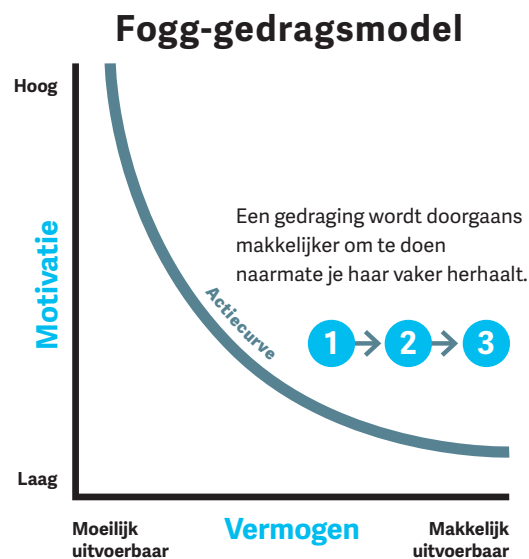 Fogg-gedragsmodel
Hoog
Motivatie
Een gedraging wordt doorgaans
makkelijker om te doen
naarmate je haar vaker herhaalt.
Actiecurve
1 → 2 → 3
Laag
Moeilijk
uitvoerbaar
Vermogen
Makkelijk
uitvoerbaar